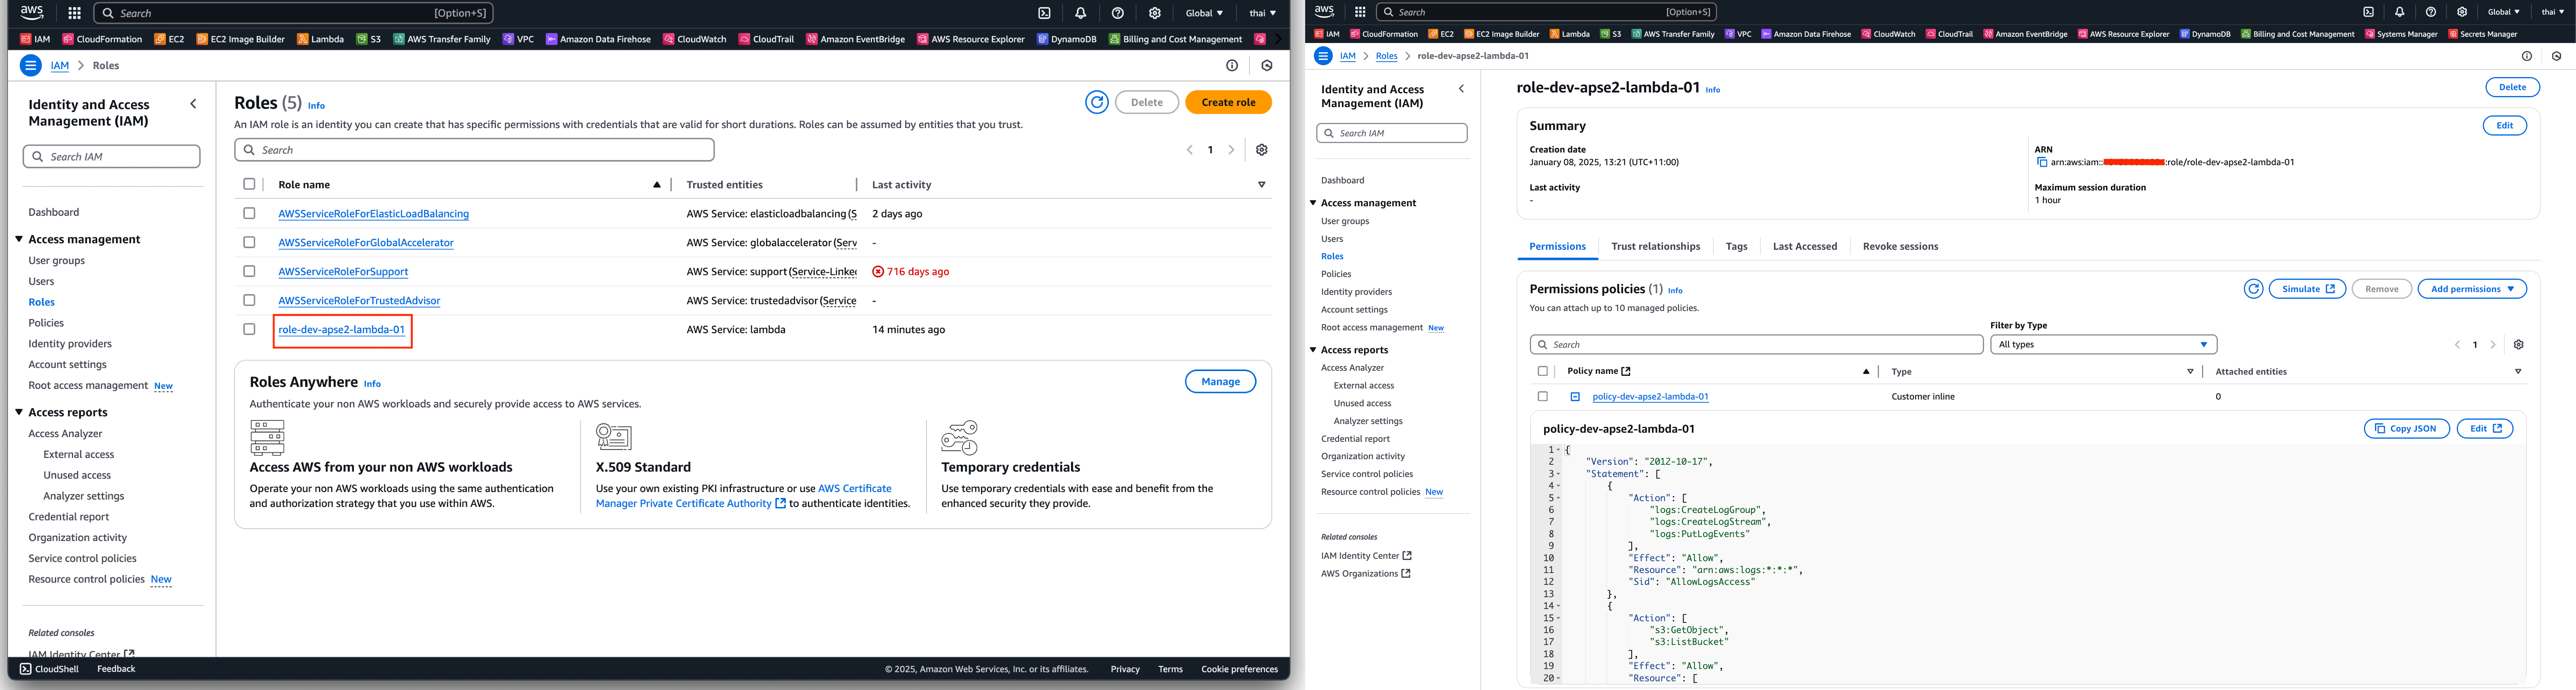 aws
Search
[Option+S]
Global
thai
IAM
CloudFormation
EC2
EC2 Image Builder
Lambda
S3
AWS Transfer Family
VPC
Amazon Data Firehose
CloudWatch
CloudTrail
Amazon EventBridge
AWS Resource Explorer
DynamoDB
Billing and Cost Management
IAM > Roles
Identity and Access
Management (IAM)
Search IAM
Dashboard
Access management
User groups
Users
Roles
Policies
Identity providers
Account settings
Root access management New
Access reports
Access Analyzer
External access
Unused access
Analyzer settings
Credential report
Organization activity
Service control policies
Resource control policies New
Related consoles
IAM Identity Center
Roles (5) Info
Delete
Create role
An IAM role is an identity you can create that has specific permissions with credentials that are valid for short durations. Roles can be assumed by entities that you trust.
Search
1
Role name
Trusted entities
Last activity
AWSServiceRoleForElasticLoadBalancing
AWS Service: elasticloadbalancing (S
2 days ago
AWSServiceRoleForGlobalAccelerator
AWS Service: globalaccelerator (Serv
-
AWSServiceRoleForSupport
AWS Service: support (Service-Linke
716 days ago
AWSServiceRoleForTrustedAdvisor
AWS Service: trustedadvisor (Service
-
role-dev-apse2-lambda-01
AWS Service: lambda
14 minutes ago
Roles Anywhere Info
Manage
Authenticate your non AWS workloads and securely provide access to AWS services.
Access AWS from your non AWS workloads
Operate your non AWS workloads using the same authentication
and authorization strategy that you use within AWS.
X.509 Standard
Use your own existing PKI infrastructure or use AWS Certificate
Manager Private Certificate Authority to authenticate identities.
Temporary credentials
Use temporary credentials with ease and benefit from the
enhanced security they provide.
CloudShell
Feedback
© 2025, Amazon Web Services, Inc. or its affiliates.
Privacy
Terms
Cookie preferences
aws
Search
[Option+S]
Global
thai
IAM
CloudFormation
EC2
EC2 Image Builder
Lambda
S3
AWS Transfer Family
VPC
Amazon Data Firehose
CloudWatch
CloudTrail
Amazon EventBridge
AWS Resource Explorer
DynamoDB
Billing and Cost Management
Systems Manager
Secrets Manager
IAM > Roles > role-dev-apse2-lambda-01
Identity and Access
Management (IAM)
Search IAM
Dashboard
Access management
User groups
Users
Roles
Policies
Identity providers
Account settings
Root access management New
Access reports
Access Analyzer
External access
Unused access
Analyzer settings
Credential report
Organization activity
Service control policies
Resource control policies New
Related consoles
IAM Identity Center
AWS Organizations
role-dev-apse2-lambda-01 Info
Delete
Summary
Edit
Creation date
January 08, 2025, 13:21 (UTC+11:00)
ARN
arn:aws:iam:: :role/role-dev-apse2-lambda-01
Last activity
-
Maximum session duration
1 hour
Permissions
Trust relationships
Tags
Last Accessed
Revoke sessions
Permissions policies (1) Info
Simulate
Remove
Add permissions
You can attach up to 10 managed policies.
Filter by Type
Search
All types
1
Policy name
Type
Attached entities
policy-dev-apse2-lambda-01
Customer inline
0
policy-dev-apse2-lambda-01
Copy JSON
Edit
1 {
2 "Version": "2012-10-17",
3 "Statement": [
4 {
5 "Action": [
6 "logs:CreateLogGroup",
7 "logs:CreateLogStream",
8 "logs:PutLogEvents"
9 ],
10 "Effect": "Allow",
11 "Resource": "arn:aws:logs:*:*:*",
12 "Sid": "AllowLogsAccess"
13 },
14 {
15 "Action": [
16 "s3:GetObject",
17 "s3:ListBucket"
18 ],
19 "Effect": "Allow",
20 "Resource": [